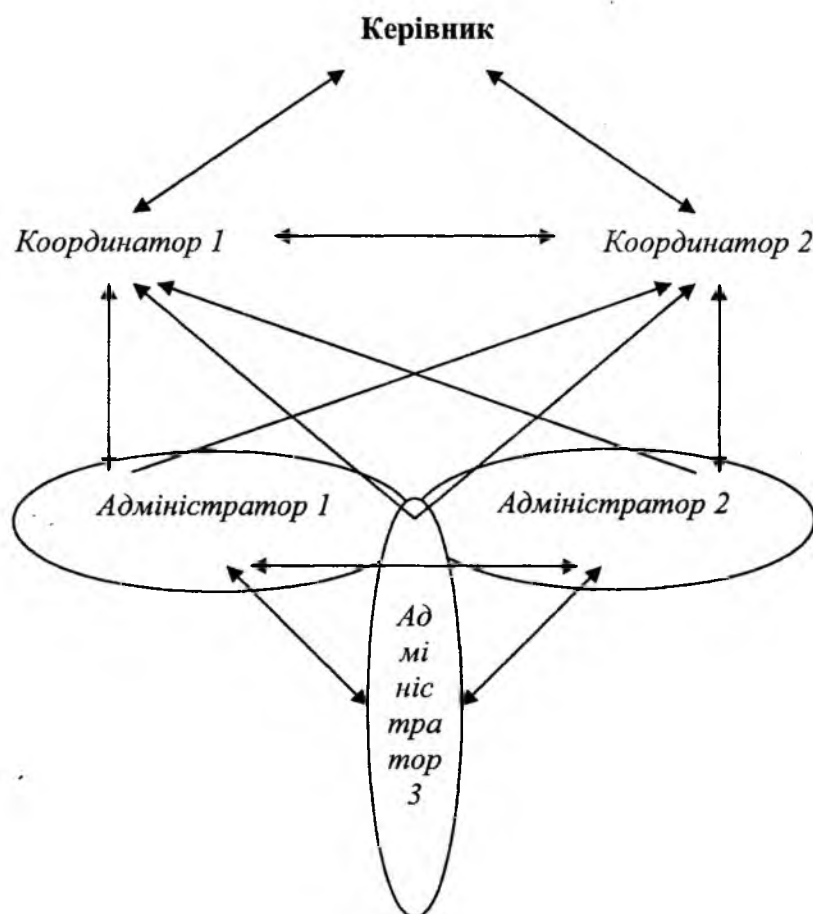 Керівник
Координатор 1
Координатор 2
Адміністратор 1
Адміністратор 2
Ад
мі
ніс
тра
тор
3